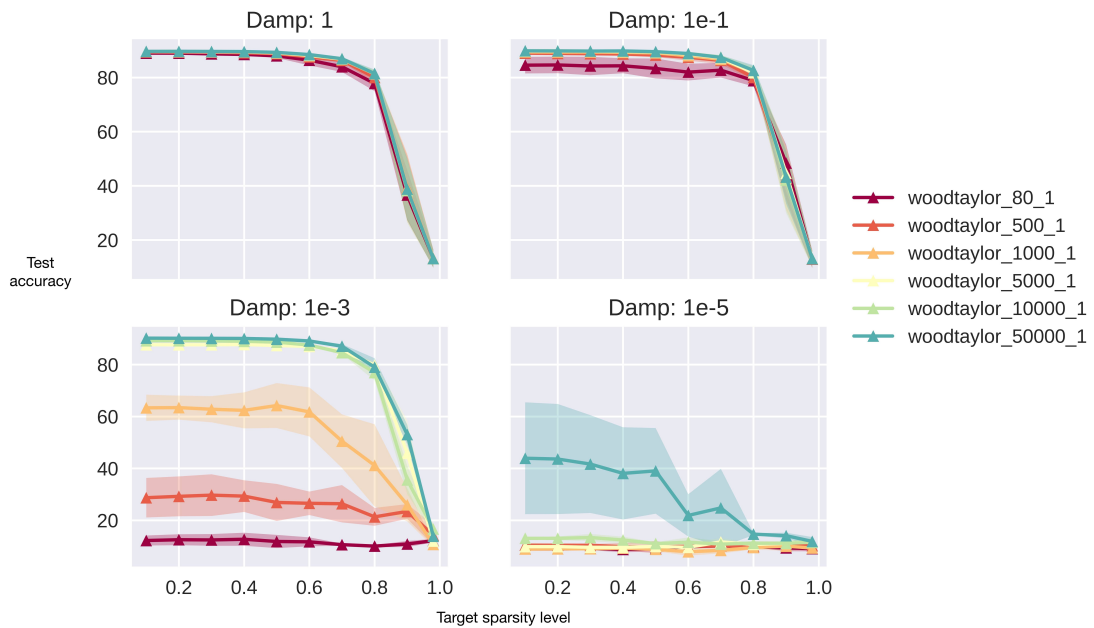 Damp: 1
Damp: 1e-1
80
60
40
20
Test
accuracy
woodtaylor_80_1
woodtaylor_500_1
woodtaylor_1000_1
woodtaylor_5000_1
woodtaylor_10000_1
woodtaylor_50000_1
Damp: 1e-3
Damp: 1e-5
80
60
40
20
0.2 0.4 0.6 0.8 1.0
0.2 0.4 0.6 0.8 1.0
Target sparsity level